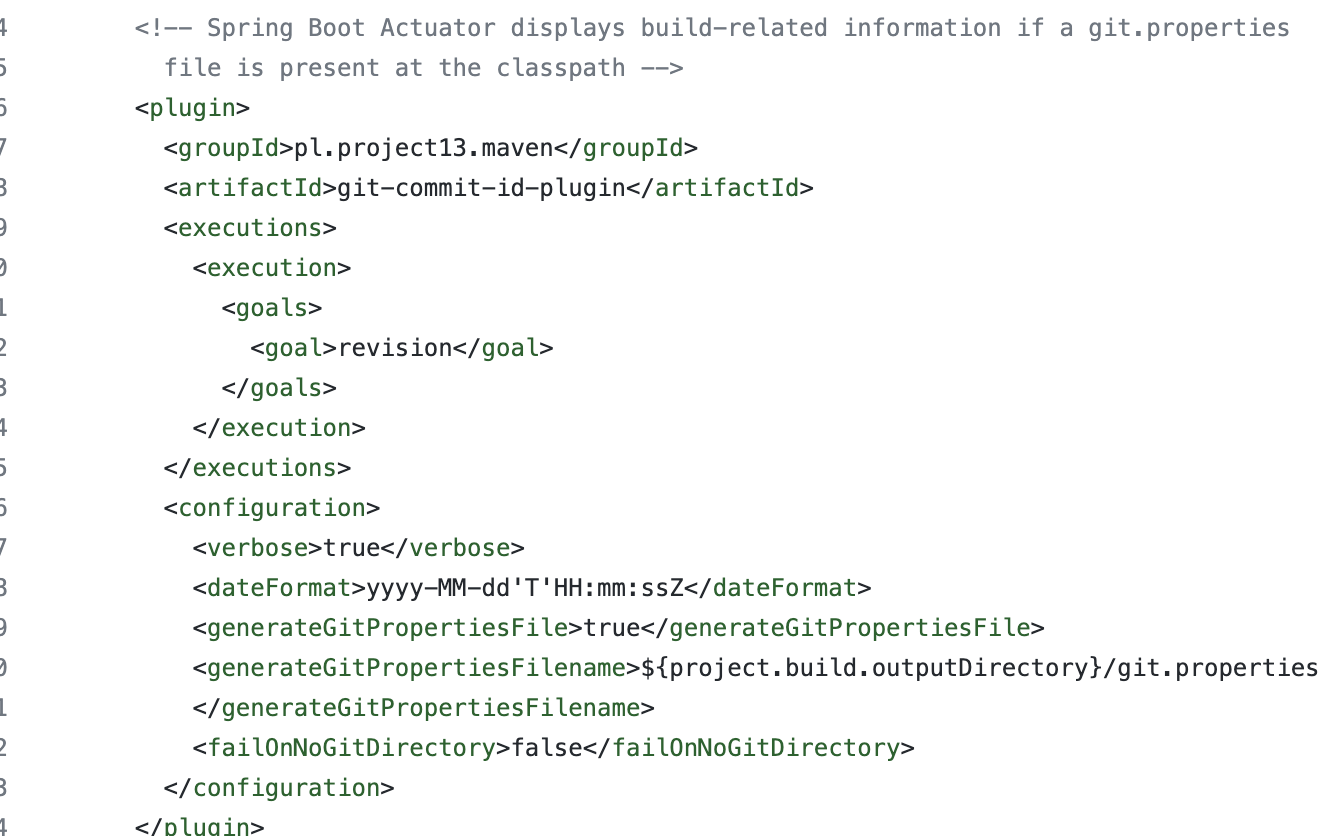 4 <!-- Spring Boot Actuator displays build-related information if a git.properties
5 file is present at the classpath -->
6 <plugin>
7 <groupId>pl.project13.maven</groupId>
8 <artifactId>git-commit-id-plugin</artifactId>
9 <executions>
0 <execution>
1 <goals>
2 <goal>revision</goal>
3 </goals>
4 </execution>
5 </executions>
6 <configuration>
7 <verbose>true</verbose>
8 <dateFormat>yyyy-MM-dd'T'HH:mm:ssZ</dateFormat>
9 <generateGitPropertiesFile>true</generateGitPropertiesFile>
0 <generateGitPropertiesFilename>${project.build.outputDirectory}/git.properties
1 </generateGitPropertiesFilename>
2 <failOnNoGitDirectory>false</failOnNoGitDirectory>
3 </configuration>
4 </plugin>